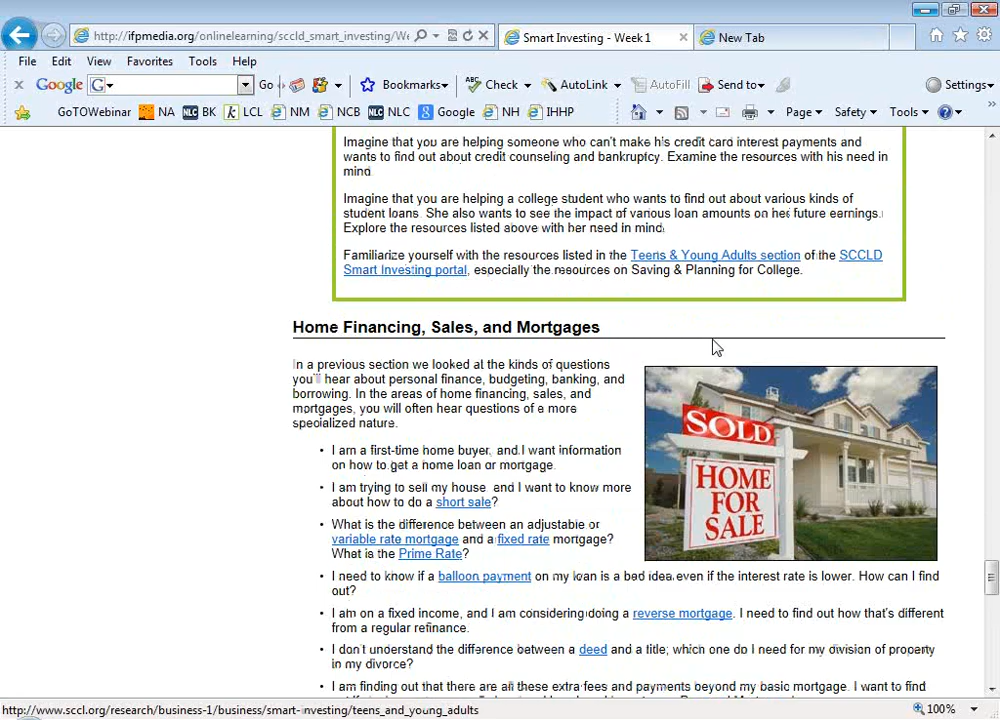 http://ifpmedia.org/onlinelearning/sccld_smart_investing/We
Smart Investing - Week 1
New Tab
File Edit View Favorites Tools Help
Google G Go Bookmarks Check AutoLink AutoFill Send to Settings
GoTOWebinar NA NLC BK k LCL NM NCB NLC NLC g Google NH IHHP Page Safety Tools
Imagine that you are helping someone who can't make his credit card interest payments and
wants to find out about credit counseling and bankruptcy. Examine the resources with his need in
mind.
Imagine that you are helping a college student who wants to find out about various kinds of
student loans. She also wants to see the impact of various loan amounts on her future earnings.
Explore the resources listed above with her need in mind.
Familiarize yourself with the resources listed in the Teens & Young Adults section of the SCCLD
Smart Investing portal, especially the resources on Saving & Planning for College.
Home Financing, Sales, and Mortgages
In a previous section we looked at the kinds of questions
you'll hear about personal finance, budgeting, banking, and
borrowing. In the areas of home financing, sales, and
mortgages, you will often hear questions of a more
specialized nature.
SOLD
HOME
FOR
SALE
• I am a first-time home buyer, and I want information
on how to get a home loan or mortgage.
• I am trying to sell my house and I want to know more
about how to do a short sale?
• What is the difference between an adjustable or
variable rate mortgage and a fixed rate mortgage?
What is the Prime Rate?
• I need to know if a balloon payment on my loan is a bad idea even if the interest rate is lower. How can I find
out?
• I am on a fixed income, and I am considering doing a reverse mortgage. I need to find out how that's different
from a regular refinance.
• I don't understand the difference between a deed and a title; which one do I need for my division of property
in my divorce?
• I am finding out that there are all these extra fees and payments beyond my basic mortgage. I want to find
http://www.sccl.org/research/business-1/business/smart-investing/teens_and_young_adults
100%